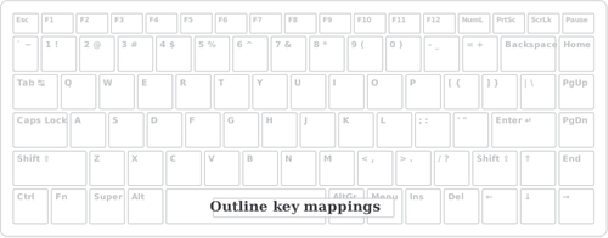 Esc F1 F2 F3 F4 F5 F6 F7 F8 F9 F10 F11 F12 NumL PrtSc ScrLk Pause
` ~ 1 ! 2 @ 3 # 4 $ 5 % 6 ^ 7 & 8 * 9 ( 0 ) - _ = + Backspace Home
Tab ↹ Q W E R T Y U I O P [ { ] } \ | PgUp
Caps Lock A S D F G H J K L ; : ' " Enter ↵ PgDn
Shift ⇧ Z X C V B N M < , > . / ? Shift ⇧ ↑ End
Ctrl Fn Super Alt AltGr Menu Ins Del ← ↓ →
Outline key mappings